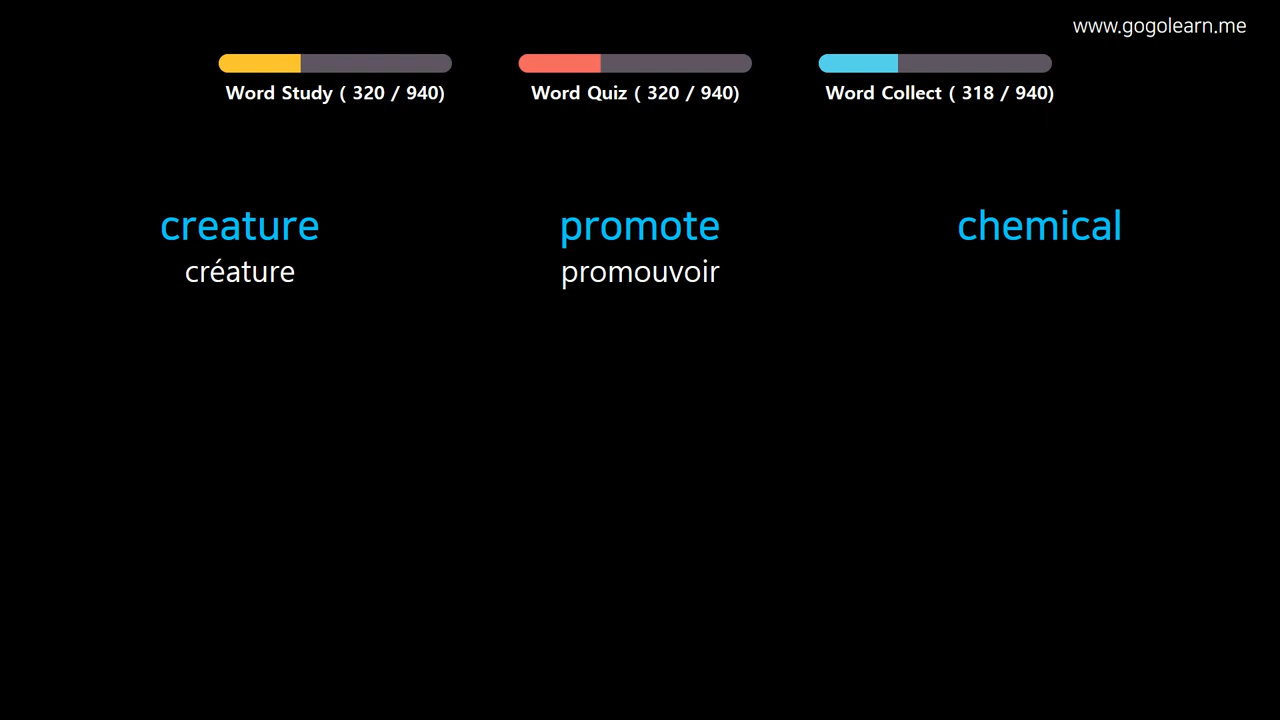 www.gogolearn.me
Word Study ( 320 / 940)
Word Quiz ( 320 / 940)
Word Collect ( 318 / 940)
creature
promote
chemical
créature
promouvoir